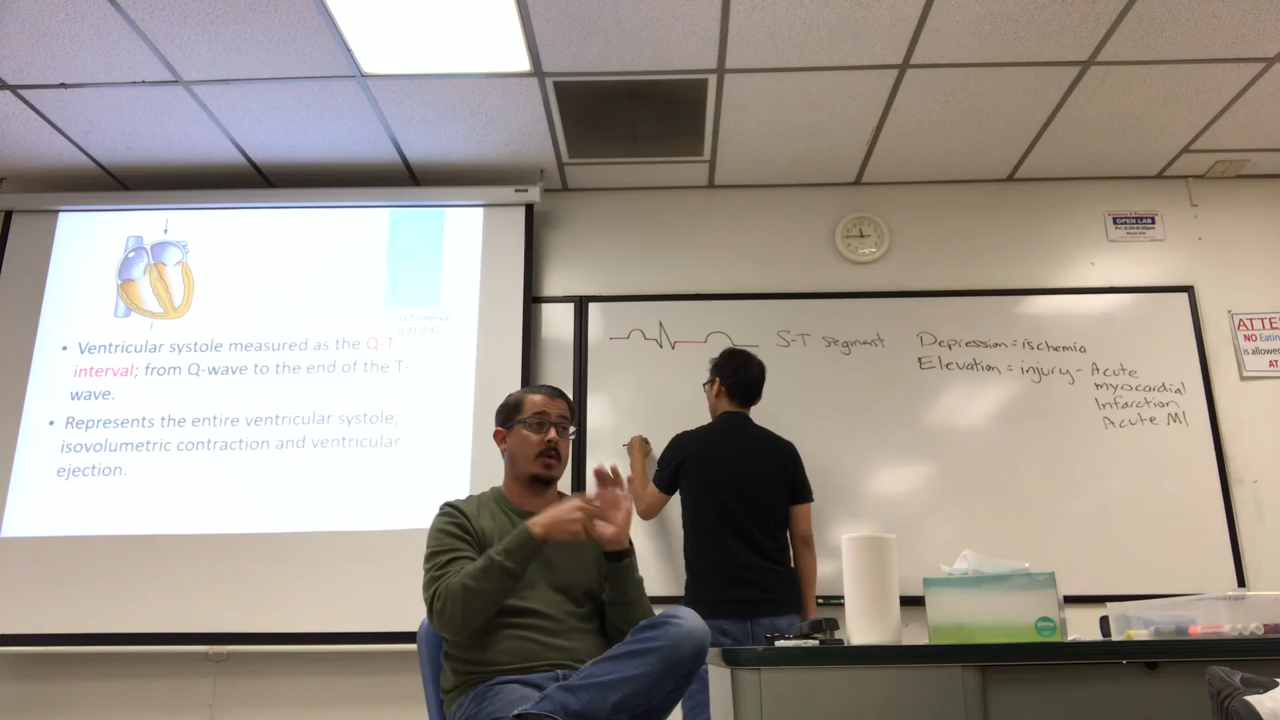 • Ventricular systole measured as the Q-T
interval; from Q-wave to the end of the T-
wave.
• Represents the entire ventricular systole;
isovolumetric contraction and ventricular
ejection.
S-T segment
Depression = ischemia
Elevation = injury - Acute
myocardial
Infarction
Acute MI
OPEN LAB
ATTE
NO Eatin
is allowe
AT